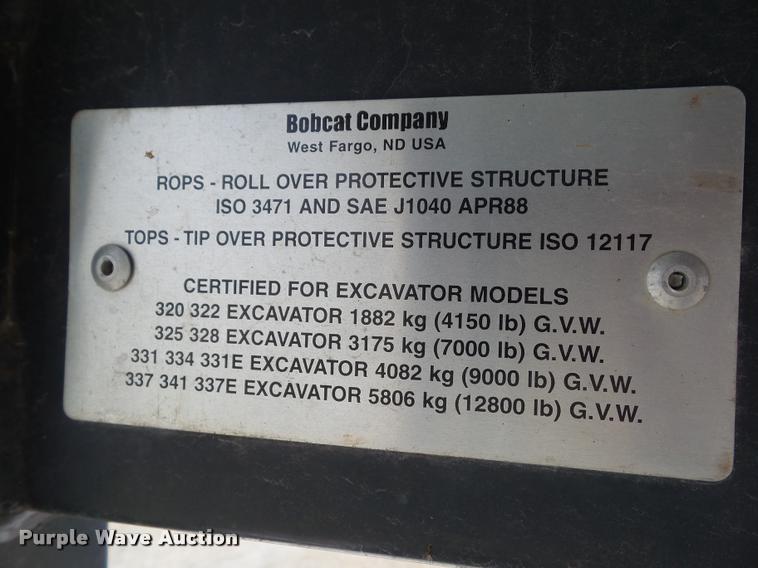 Bobcat Company
West Fargo, ND USA
ROPS - ROLL OVER PROTECTIVE STRUCTURE
ISO 3471 AND SAE J1040 APR88
TOPS - TIP OVER PROTECTIVE STRUCTURE ISO 12117
CERTIFIED FOR EXCAVATOR MODELS
320 322 EXCAVATOR 1882 kg (4150 lb) G.V.W.
325 328 EXCAVATOR 3175 kg (7000 lb) G.V.W.
331 334 331E EXCAVATOR 4082 kg (9000 lb) G.V.W.
337 341 337E EXCAVATOR 5806 kg (12800 lb) G.V.W.
Purple Wave Auction